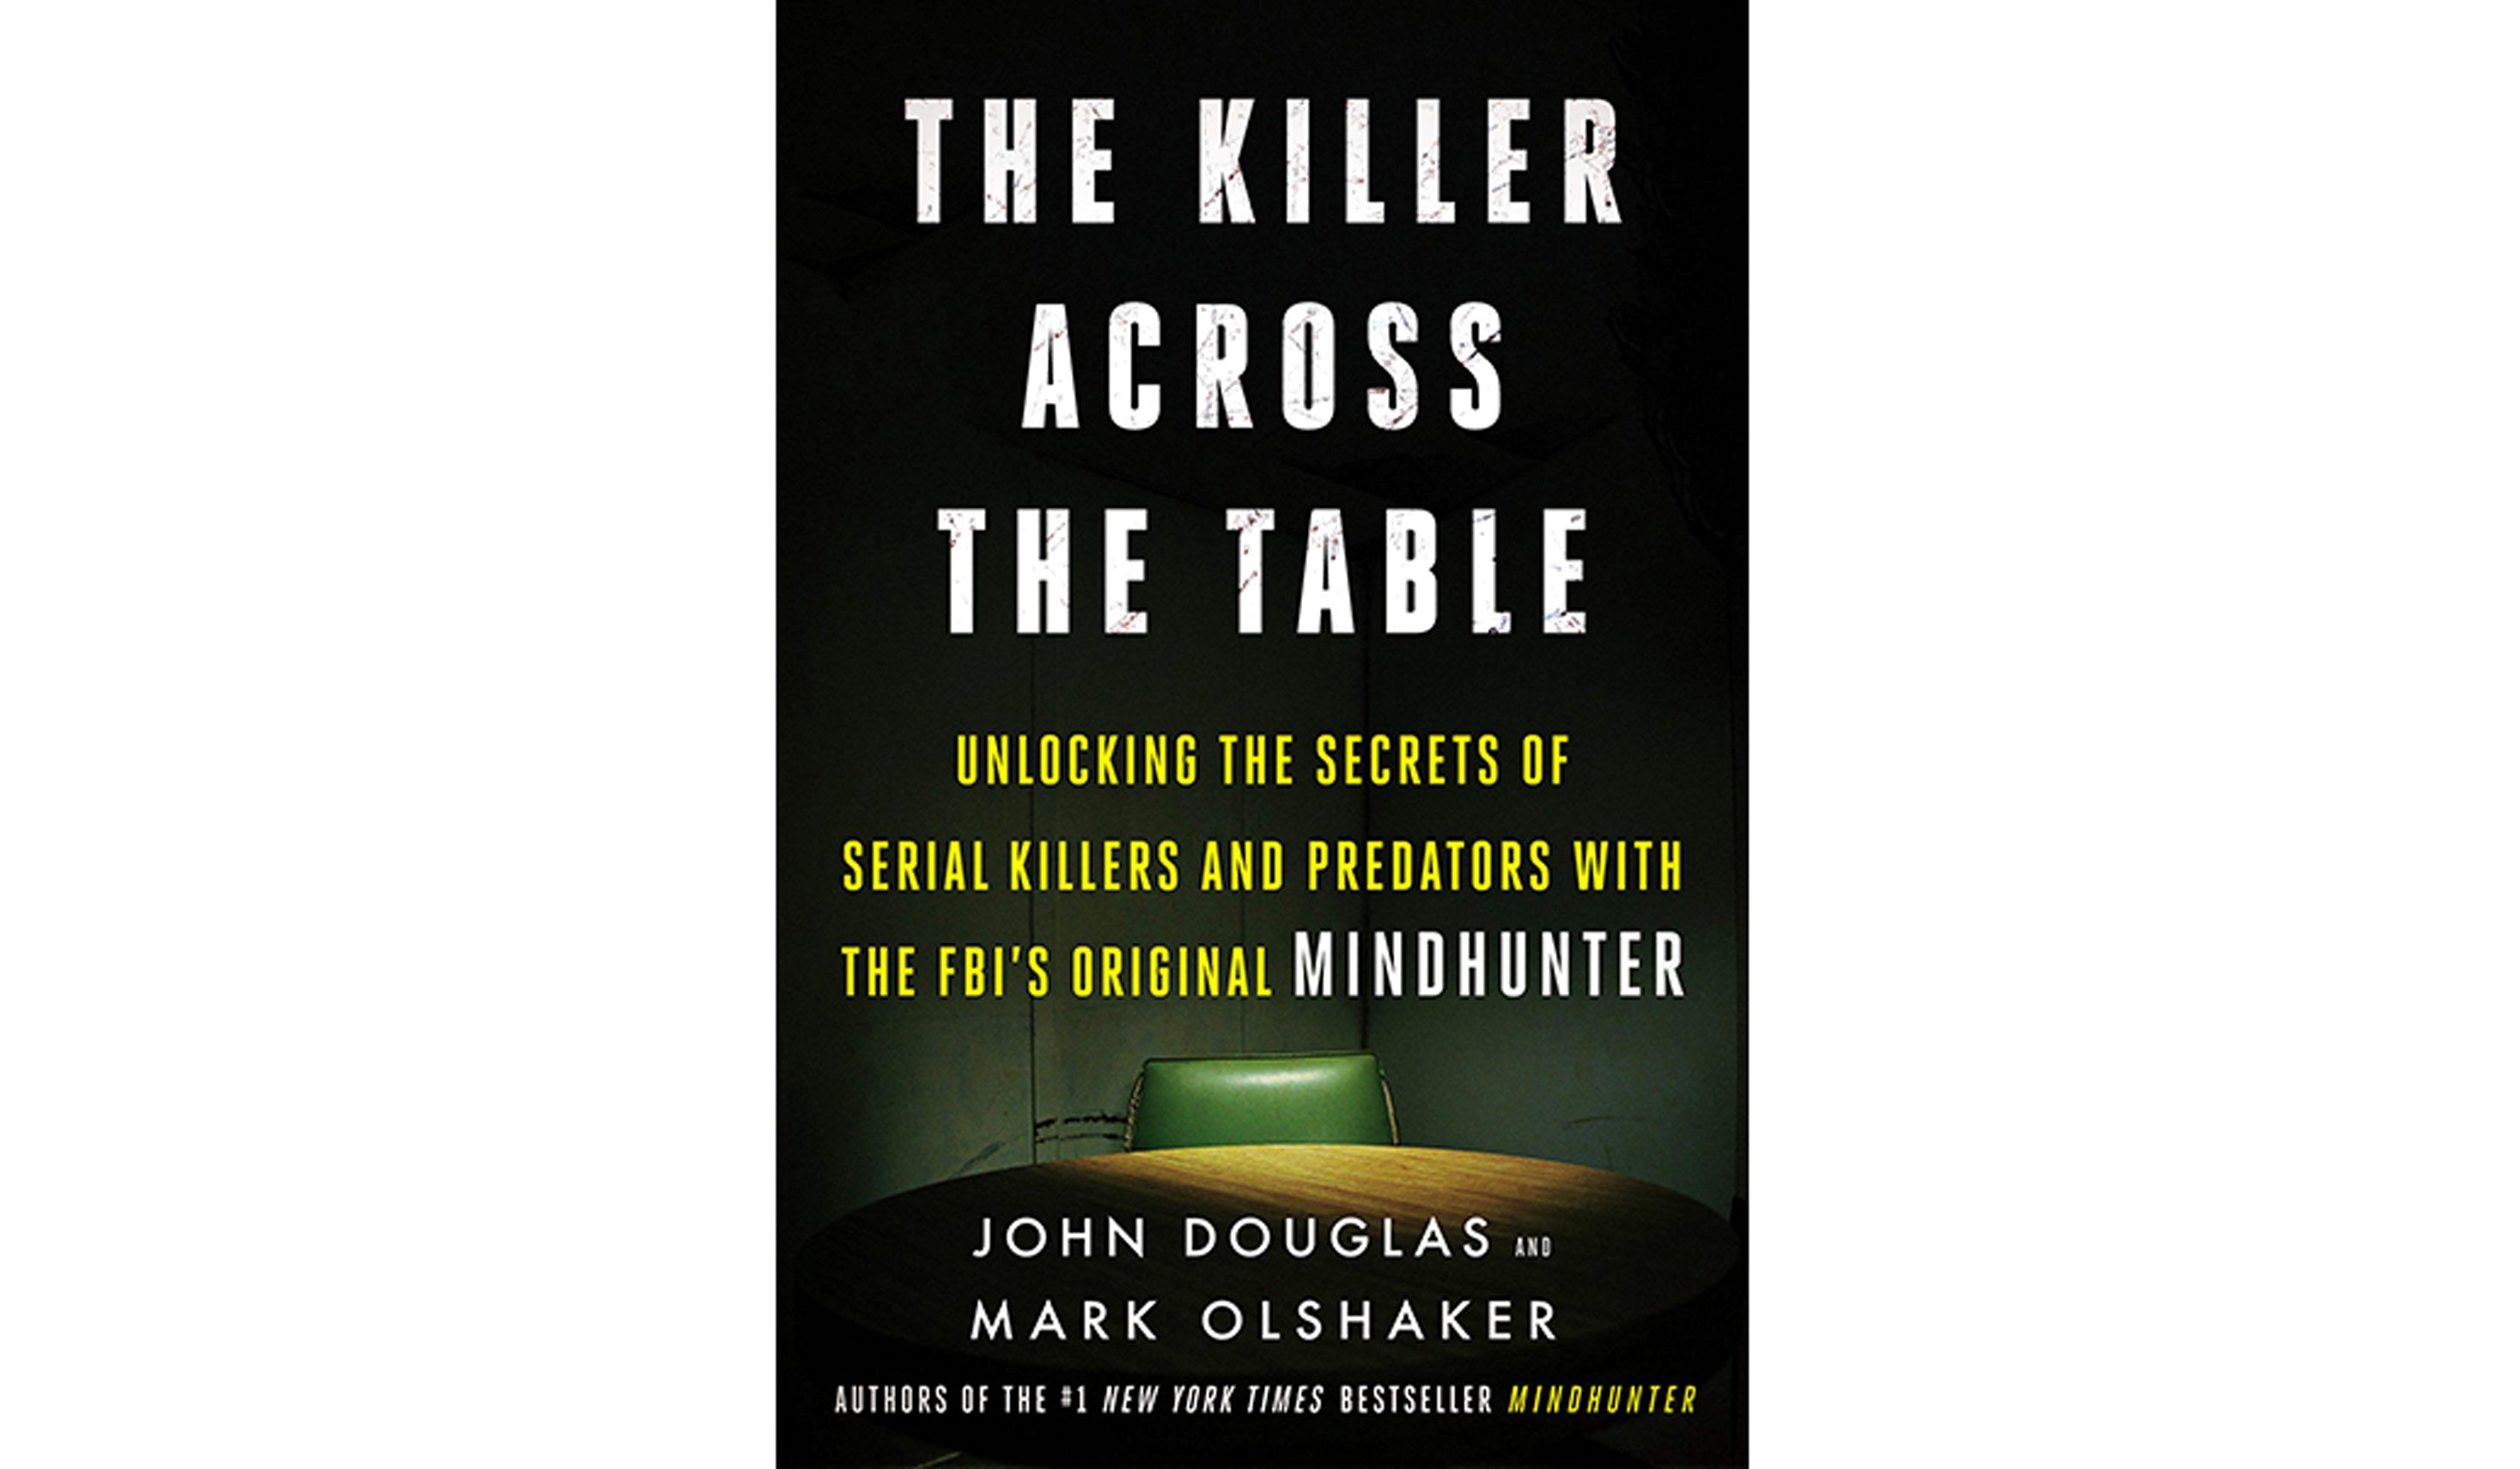 THE KILLER
ACROSS
THE TABLE
UNLOCKING THE SECRETS OF
SERIAL KILLERS AND PREDATORS WITH
THE FBI'S ORIGINAL MINDHUNTER
JOHN DOUGLAS AND
MARK OLSHAKER
AUTHORS OF THE #1 NEW YORK TIMES BESTSELLER MINDHUNTER